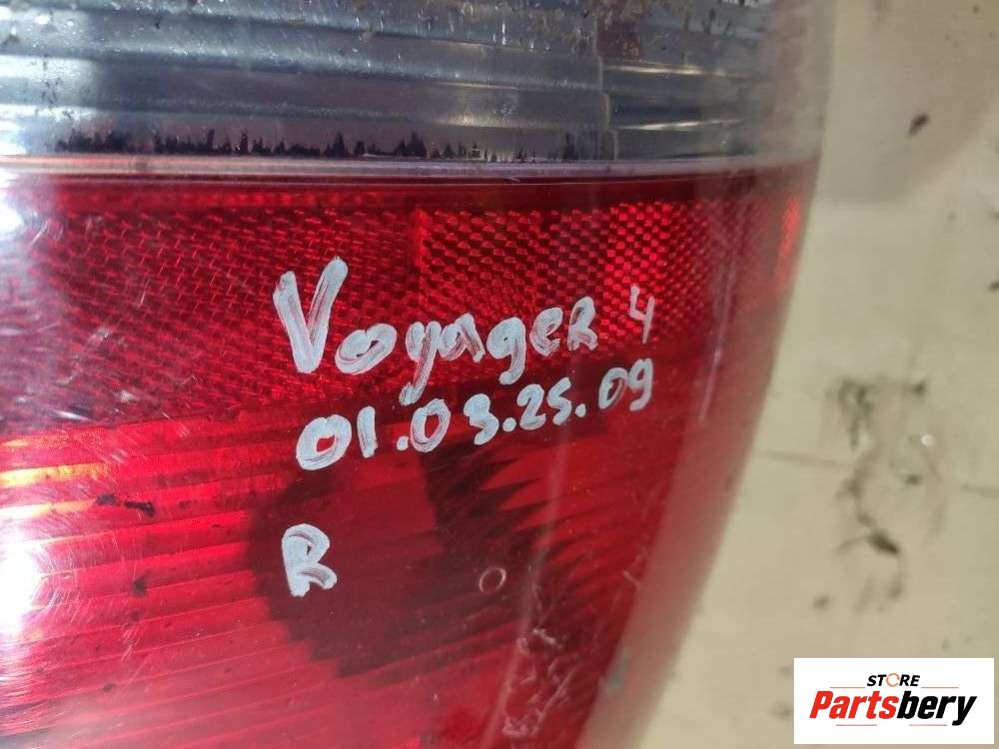 Voyager 4
01.03.25.09
R
STORE
Partsbery